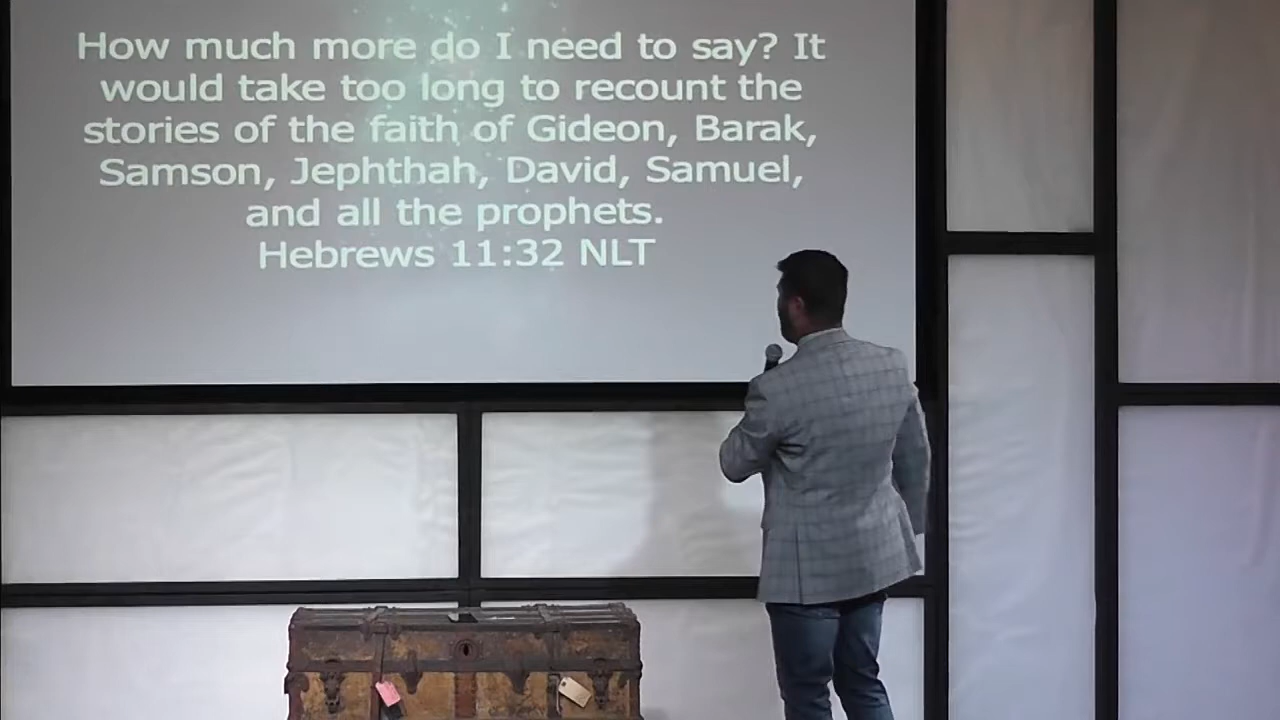 How much more do I need to say? It
would take too long to recount the
stories of the faith of Gideon, Barak,
Samson, Jephthah, David, Samuel,
and all the prophets.
Hebrews 11:32 NLT